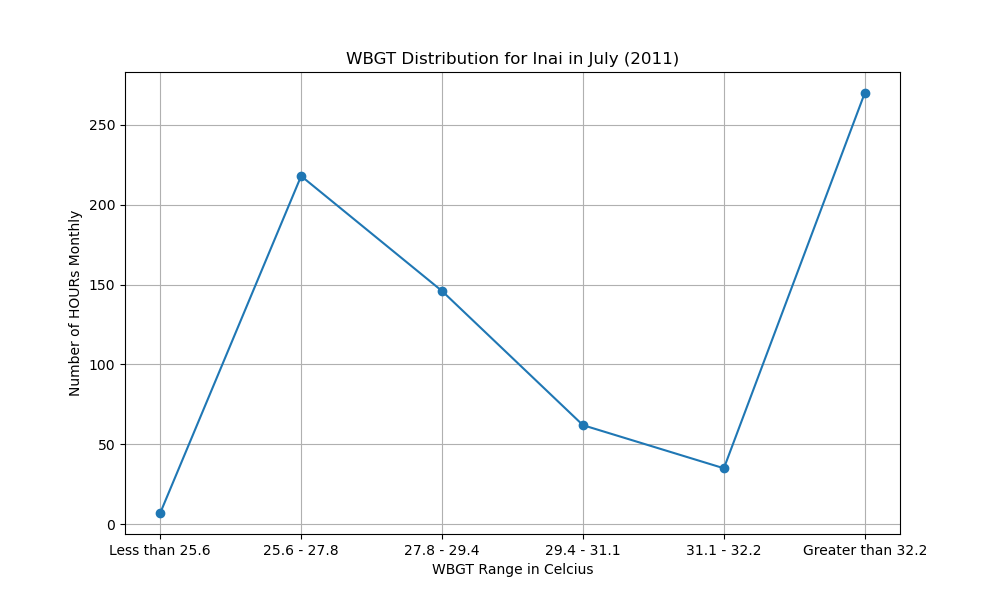 WBGT Distribution for Inai in July (2011)
Number of HOURs Monthly
250
200
150
100
50
0
Less than 25.6
25.6 - 27.8
27.8 - 29.4
29.4 - 31.1
31.1 - 32.2
Greater than 32.2
WBGT Range in Celcius